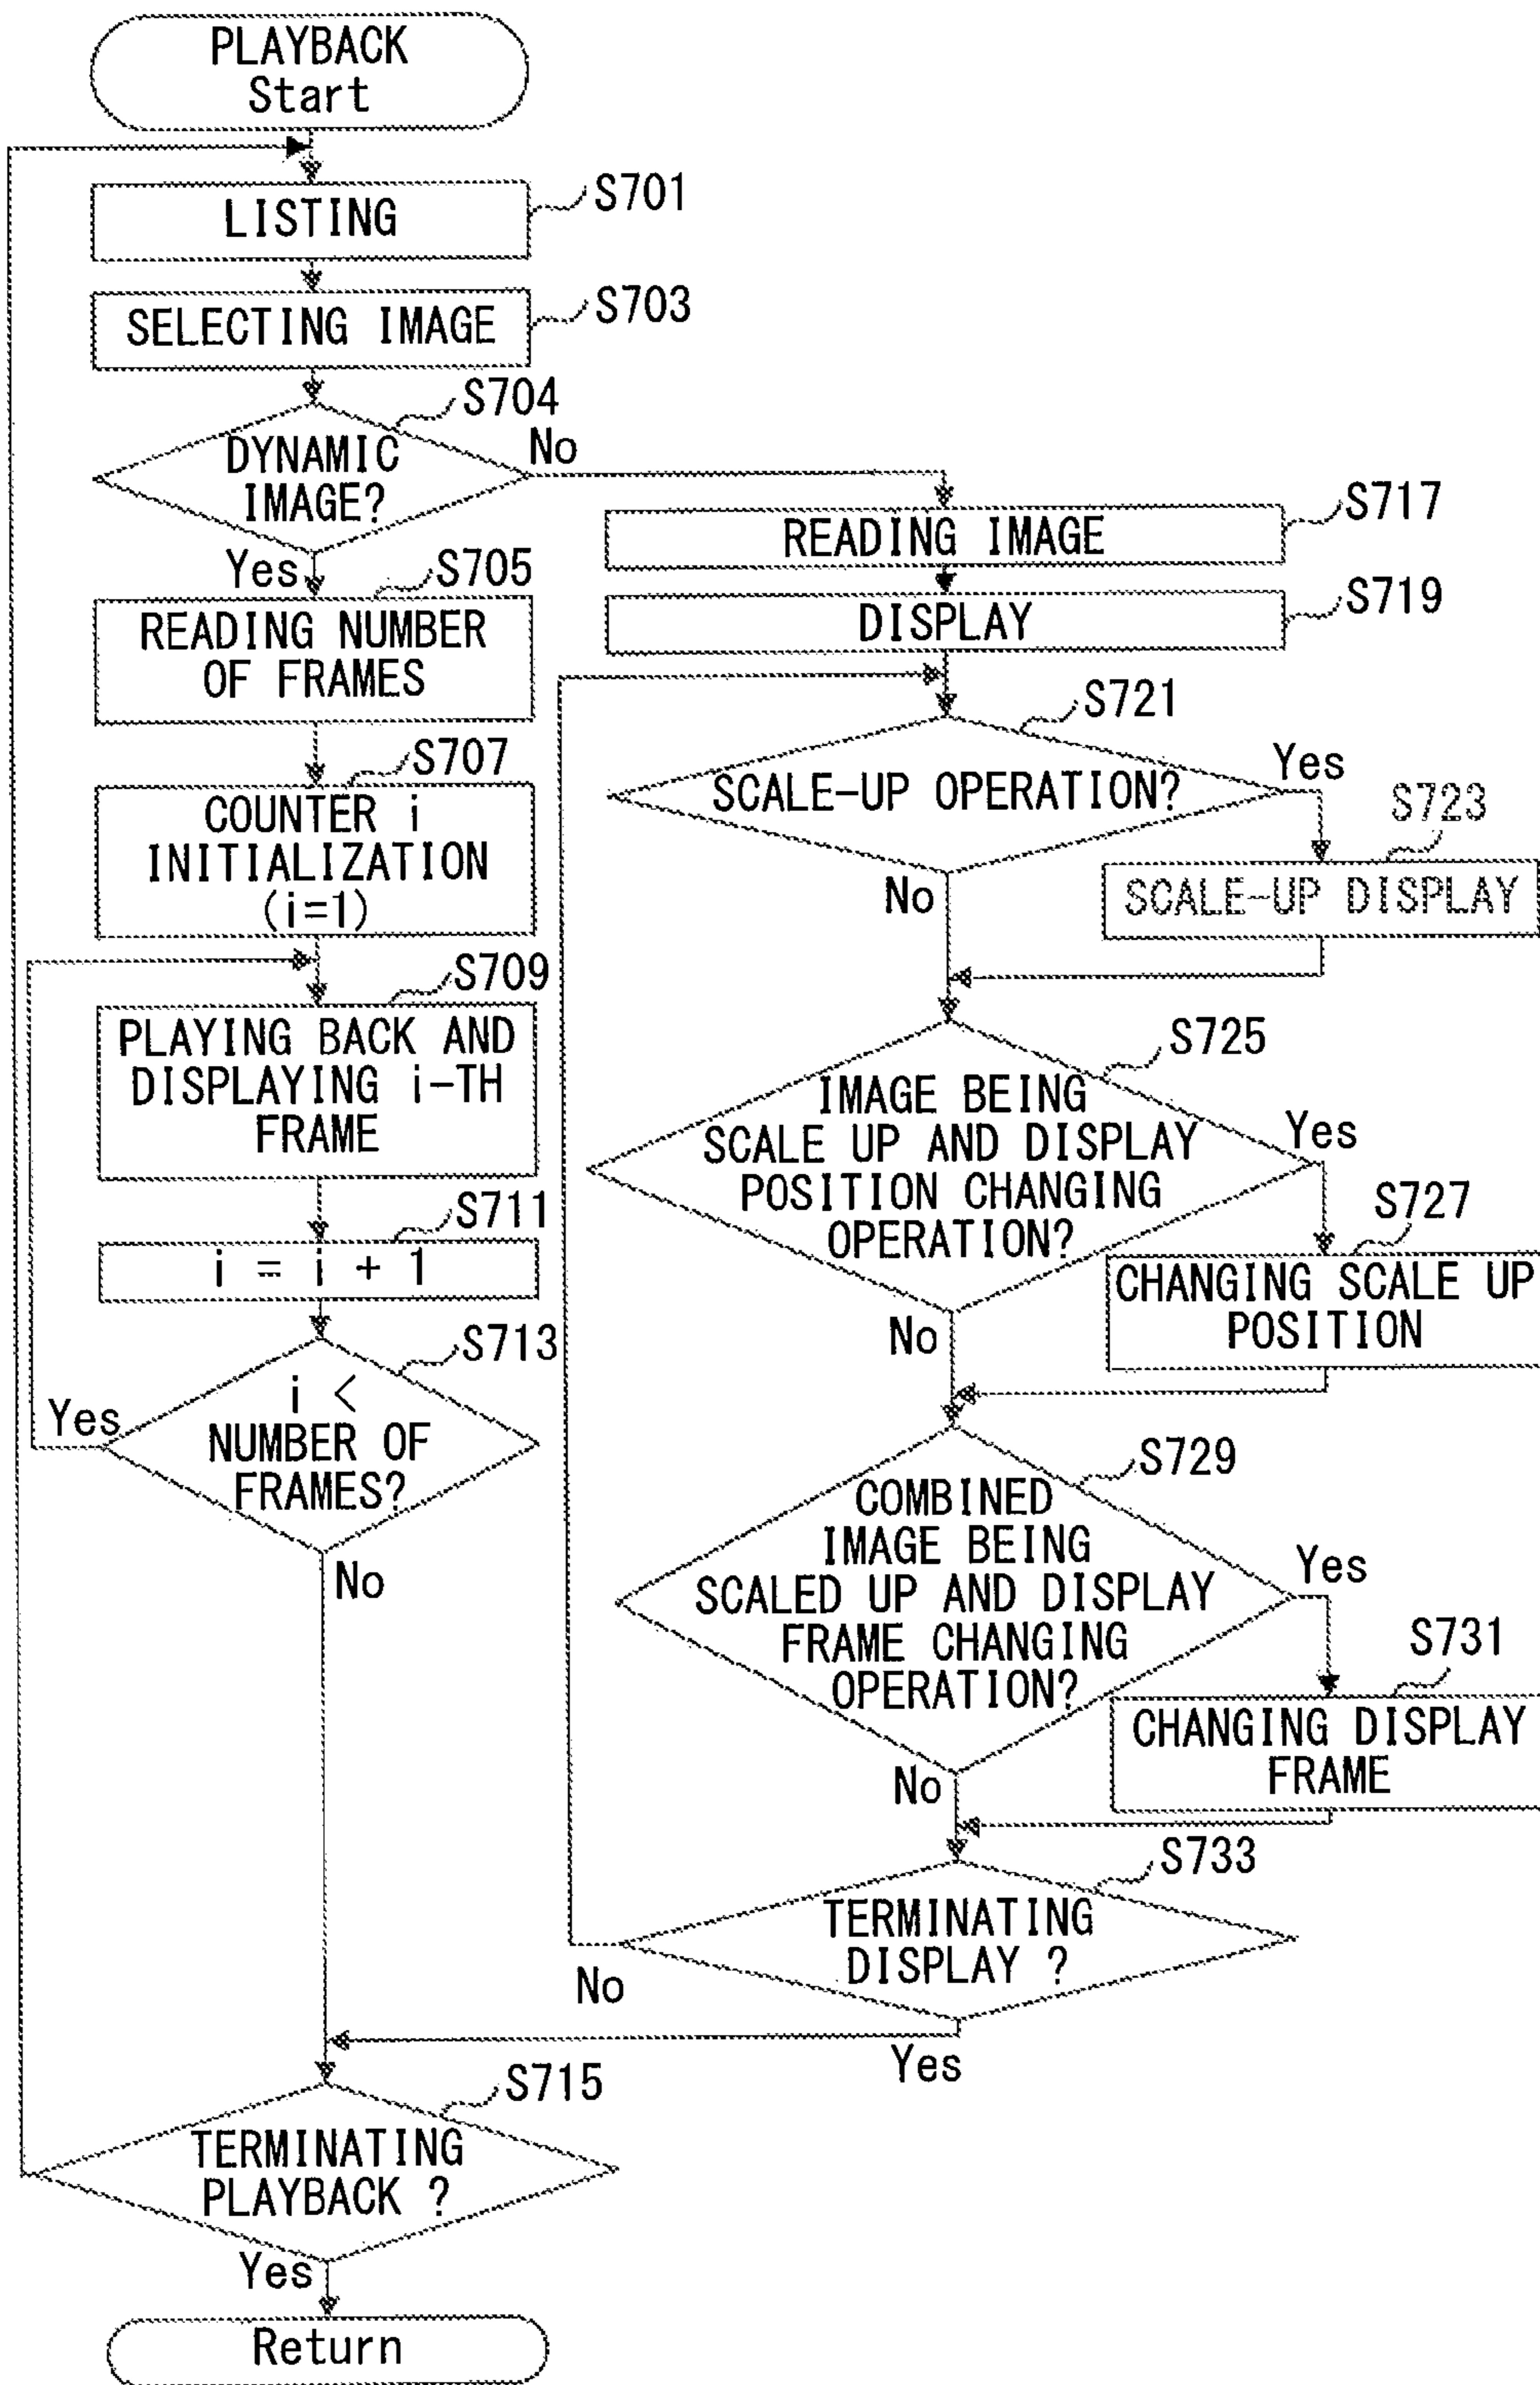 PLAYBACK
Start
LISTING
S701
SELECTING IMAGE
S703
S704
DYNAMIC
IMAGE?
No
Yes
S705
READING NUMBER
OF FRAMES
S707
COUNTER i
INITIALIZATION
(i=1)
S709
PLAYING BACK AND
DISPLAYING i-TH
FRAME
S711
i = i + 1
S713
i <
NUMBER OF
FRAMES?
Yes
No
S717
READING IMAGE
S719
DISPLAY
S721
SCALE-UP OPERATION?
Yes
No
S723
SCALE-UP DISPLAY
S725
IMAGE BEING
SCALE UP AND DISPLAY
POSITION CHANGING
OPERATION?
Yes
No
S727
CHANGING SCALE UP
POSITION
S729
COMBINED
IMAGE BEING
SCALED UP AND DISPLAY
FRAME CHANGING
OPERATION?
Yes
No
S731
CHANGING DISPLAY
FRAME
S733
TERMINATING
DISPLAY ?
No
Yes
S715
TERMINATING
PLAYBACK ?
Yes
Return